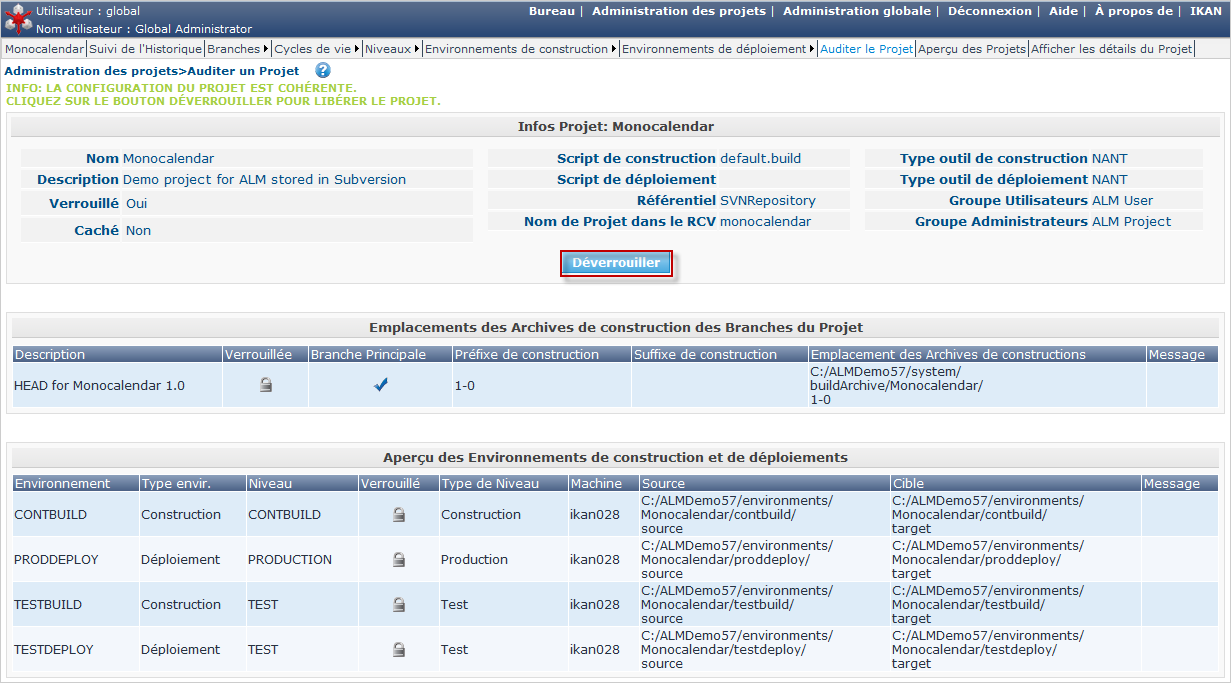 Utilisateur : global
Nom utilisateur : Global Administrator
Bureau | Administration des projets | Administration globale | Déconnexion | Aide | À propos de | IKAN
Monocalendar Suivi de l'Historique Branches Cycles de vie Niveaux Environnements de construction Environnements de déploiement Auditer le Projet Aperçu des Projets Afficher les détails du Projet
Administration des projets>Auditer un Projet ?
INFO: LA CONFIGURATION DU PROJET EST COHÉRENTE.
CLIQUEZ SUR LE BOUTON DÉVERROUILLER POUR LIBÉRER LE PROJET.
Infos Projet: Monocalendar
Nom Monocalendar
Description Demo project for ALM stored in Subversion
Verrouillé Oui
Caché Non
Script de construction default.build
Script de déploiement
Référentiel SVNRepository
Nom de Projet dans le RCV monocalendar
Type outil de construction NANT
Type outil de déploiement NANT
Groupe Utilisateurs ALM User
Groupe Administrateurs ALM Project
Déverrouiller
Emplacements des Archives de construction des Branches du Projet
Description Verrouillée Branche Principale Préfixe de construction Suffixe de construction Emplacement des Archives de constructions Message
HEAD for Monocalendar 1.0 1-0 C:/ALMDemo57/system/
buildArchive/Monocalendar/
1-0
Aperçu des Environnements de construction et de déploiements
Environnement Type envir. Niveau Verrouillé Type de Niveau Machine Source Cible Message
CONTBUILD Construction CONTBUILD Construction ikan028
C:/ALMDemo57/environments/
Monocalendar/contbuild/
source
C:/ALMDemo57/environments/
Monocalendar/contbuild/
target
PRODDEPLOY Déploiement PRODUCTION Production ikan028
C:/ALMDemo57/environments/
Monocalendar/proddeploy/
source
C:/ALMDemo57/environments/
Monocalendar/proddeploy/
target
TESTBUILD Construction TEST Test ikan028
C:/ALMDemo57/environments/
Monocalendar/testbuild/
source
C:/ALMDemo57/environments/
Monocalendar/testbuild/
target
TESTDEPLOY Déploiement TEST Test ikan028
C:/ALMDemo57/environments/
Monocalendar/testdeploy/
source
C:/ALMDemo57/environments/
Monocalendar/testdeploy/
target